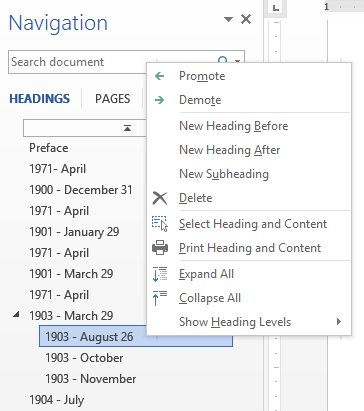 Navigation
1
Search document
HEADINGS PAGES
Preface
1971- April
1900 - December 31
1971 - April
1901 - January 29
1971 - April
1901 - March 29
1971 - April
1903 - March 29
1903 - August 26
1903 - October
1903 - November
1904 - July
Promote
Demote
New Heading Before
New Heading After
New Subheading
Delete
Select Heading and Content
Print Heading and Content
Expand All
Collapse All
Show Heading Levels